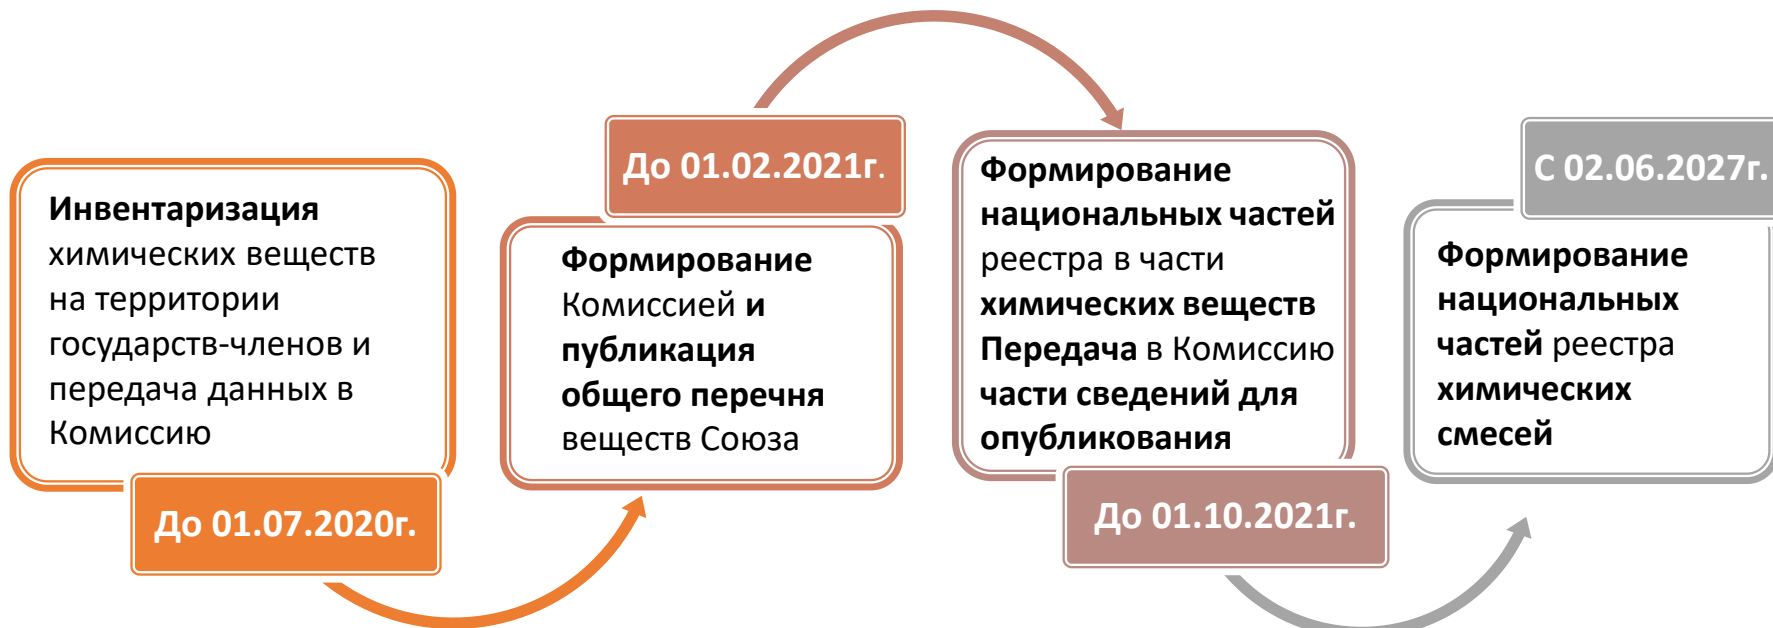 Инвентаризация
химических веществ
на территории
государств-членов и
передача данных в
Комиссию
До 01.07.2020г.
До 01.02.2021г.
Формирование
Комиссией и
публикация
общего перечня
веществ Союза
Формирование
национальных частей
реестра в части
химических веществ
Передача в Комиссию
части сведений для
опубликования
До 01.10.2021г.
С 02.06.2027г.
Формирование
национальных
частей реестра
химических
смесей